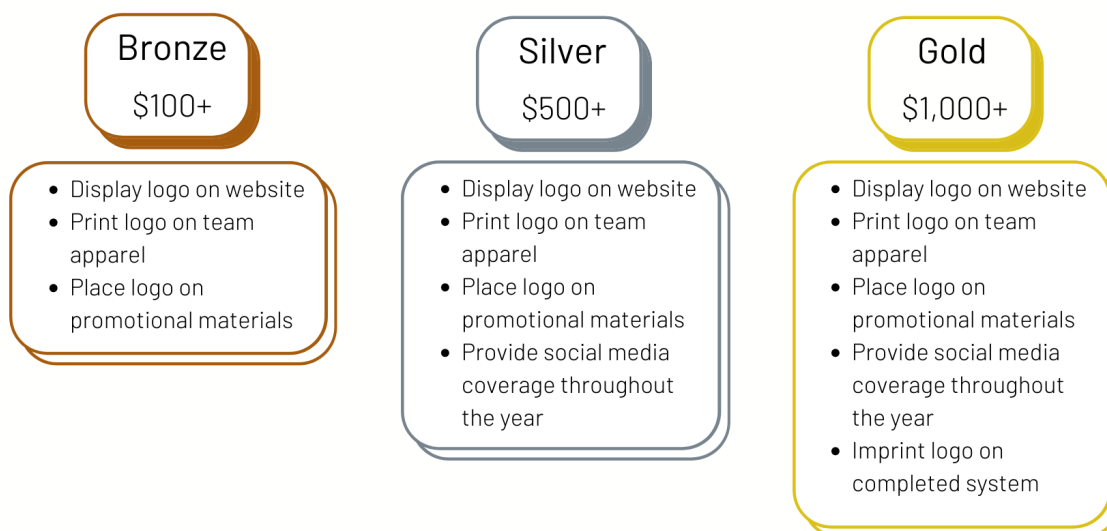 Bronze
$100+
• Display logo on website
• Print logo on team
apparel
• Place logo on
promotional materials
Silver
$500+
• Display logo on website
• Print logo on team
apparel
• Place logo on
promotional materials
• Provide social media
coverage throughout
the year
Gold
$1,000+
• Display logo on website
• Print logo on team
apparel
• Place logo on
promotional materials
• Provide social media
coverage throughout
the year
• Imprint logo on
completed system